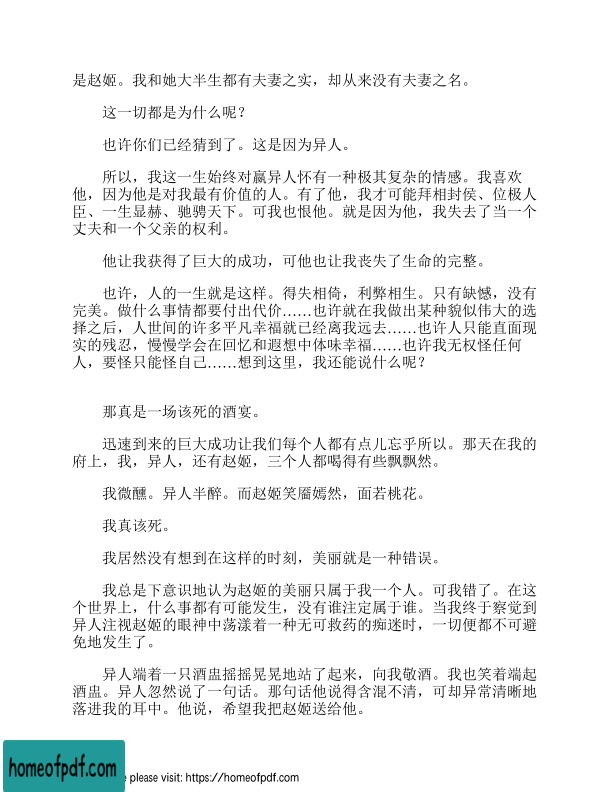 是赵姬。我和她大半生都有夫妻之实，却从来没有夫妻之名。
这一切都是为什么呢？
也许你们已经猜到了。这是因为异人。
所以，我这一生始终对嬴异人怀有一种极其复杂的情感。我喜欢
他，因为他是对我最有价值的人。有了他，我才可能拜相封侯、位极人
臣、一生显赫、驰骋天下。可我也恨他。就是因为他，我失去了当一个
丈夫和一个父亲的权利。
他让我获得了巨大的成功，可他也让我丧失了生命的完整。
也许，人的一生就是这样。得失相倚，利弊相生。只有缺憾，没有
完美。做什么事情都要付出代价……也许就在我做出某种貌似伟大的选
择之后，人世间的许多平凡幸福就已经离我远去……也许人只能直面现
实的残忍，慢慢学会在回忆和遐想中体味幸福……也许我无权怪任何
人，要怪只能怪自己……想到这里，我还能说什么呢？
那真是一场该死的酒宴。
迅速到来的巨大成功让我们每个人都有点儿忘乎所以。那天在我的
府上，我，异人，还有赵姬，三个人都喝得有些飘飘然。
我微醺。异人半醉。而赵姬笑靥嫣然，面若桃花。
我真该死。
我居然没有想到在这样的时刻，美丽就是一种错误。
我总是下意识地认为赵姬的美丽只属于我一个人。可我错了。在这
个世界上，什么事都有可能发生，没有谁注定属于谁。当我终于察觉到
异人注视赵姬的眼神中荡漾着一种无可救药的痴迷时，一切便都不可避
免地发生了。
异人端着一只酒盅摇摇晃晃地站了起来，向我敬酒。我也笑着端起
酒盅。异人忽然说了一句话。那句话他说得含混不清，可却异常清晰地
落进我的耳中。他说，希望我把赵姬送给他。
homeofpdf.com
e please visit: https://homeofpdf.com